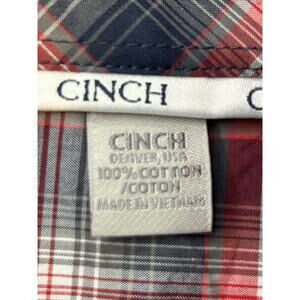 CINCH C
CINCH
DENVER, USA
100% COTTON
/COTON
MADE IN VIETNAM